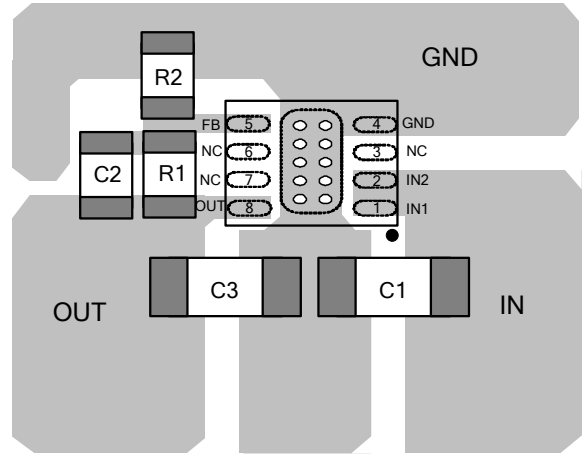 GND
R2
FB 5 4 GND
NC 6 3 NC
C2 R1
NC 7 2 IN2
OUT 8 1 IN1
C3 C1
OUT IN